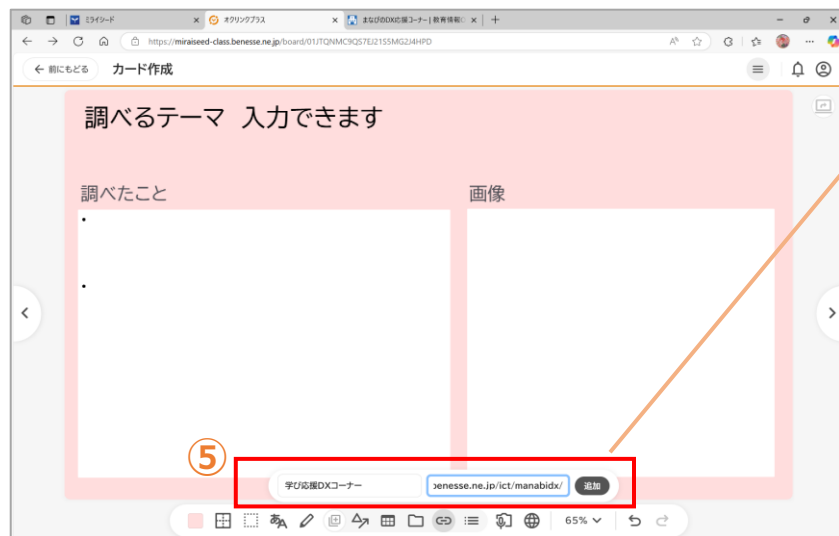 ミライシード
オクリンクプラス
まなびのDX応援コーナー | 教育情報
https://miraiseed-class.benesse.ne.jp/board/01JTQNMC9QS7EJ21S5MG2J4HPD
前にもどる カード作成
調べるテーマ 入力できます
調べたこと 画像
•
•
⑤
学び応援DXコーナー benesse.ne.jp/ict/manabidx/ 追加
65%